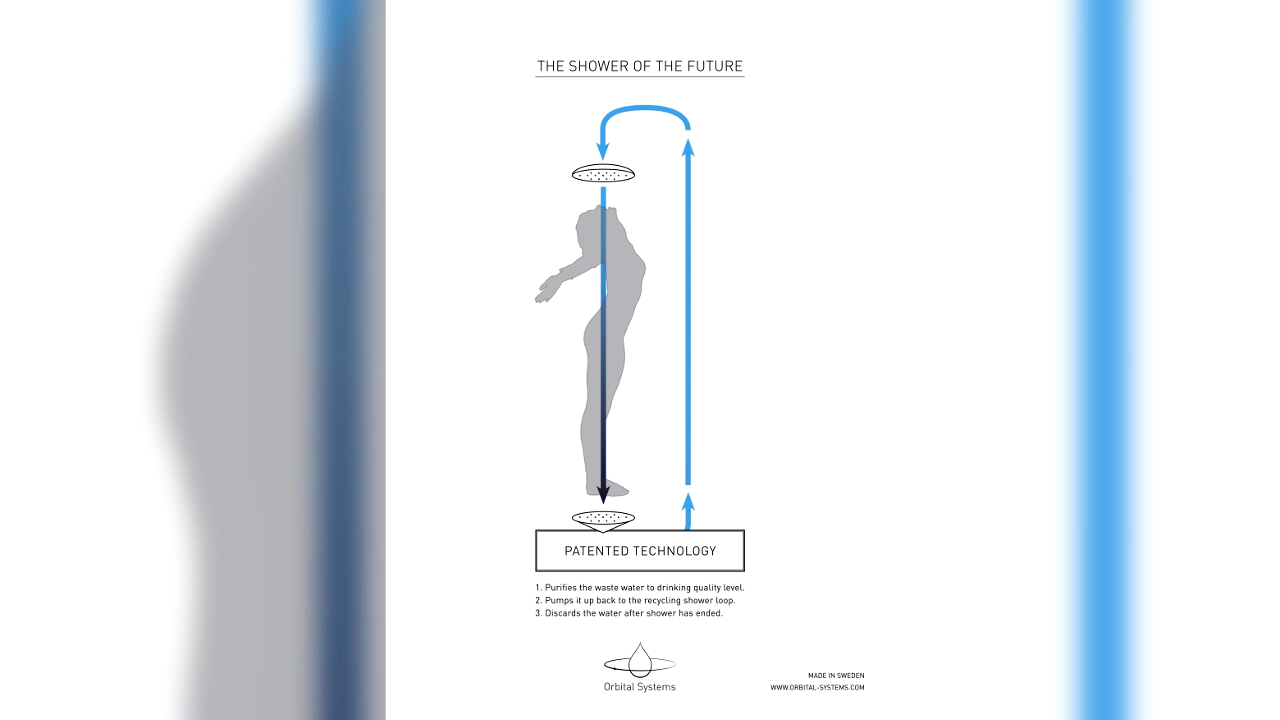 THE SHOWER OF THE FUTURE
PATENTED TECHNOLOGY
1. Purifies the waste water to drinking quality level.
2. Pumps it up back to the recycling shower loop.
3. Discards the water after shower has ended.
Orbital Systems
MADE IN SWEDEN
WWW.ORBITAL-SYSTEMS.COM